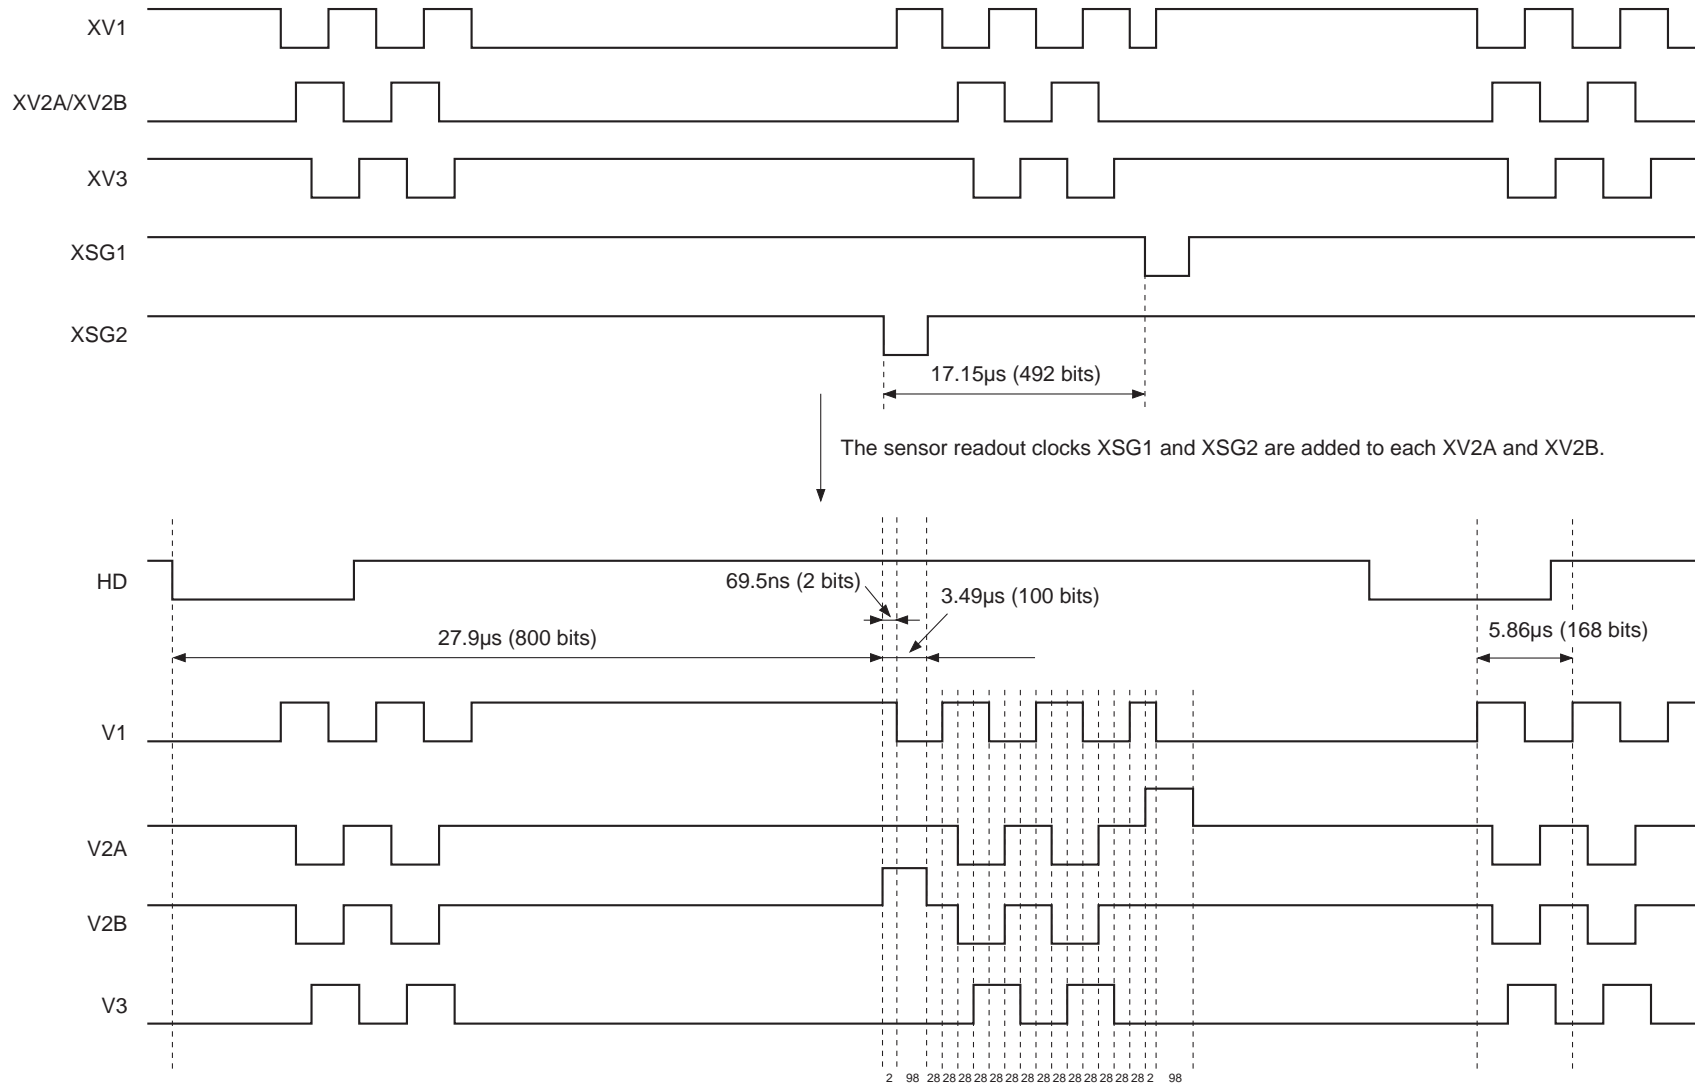 XV1
XV2A/XV2B
XV3
XSG1
XSG2
17.15µs (492 bits)
The sensor readout clocks XSG1 and XSG2 are added to each XV2A and XV2B.
HD
69.5ns (2 bits)
3.49µs (100 bits)
27.9µs (800 bits)
5.86µs (168 bits)
V1
V2A
V2B
V3
2 98 28 28 28 28 28 28 28 28 28 28 28 28 28 28 2 98